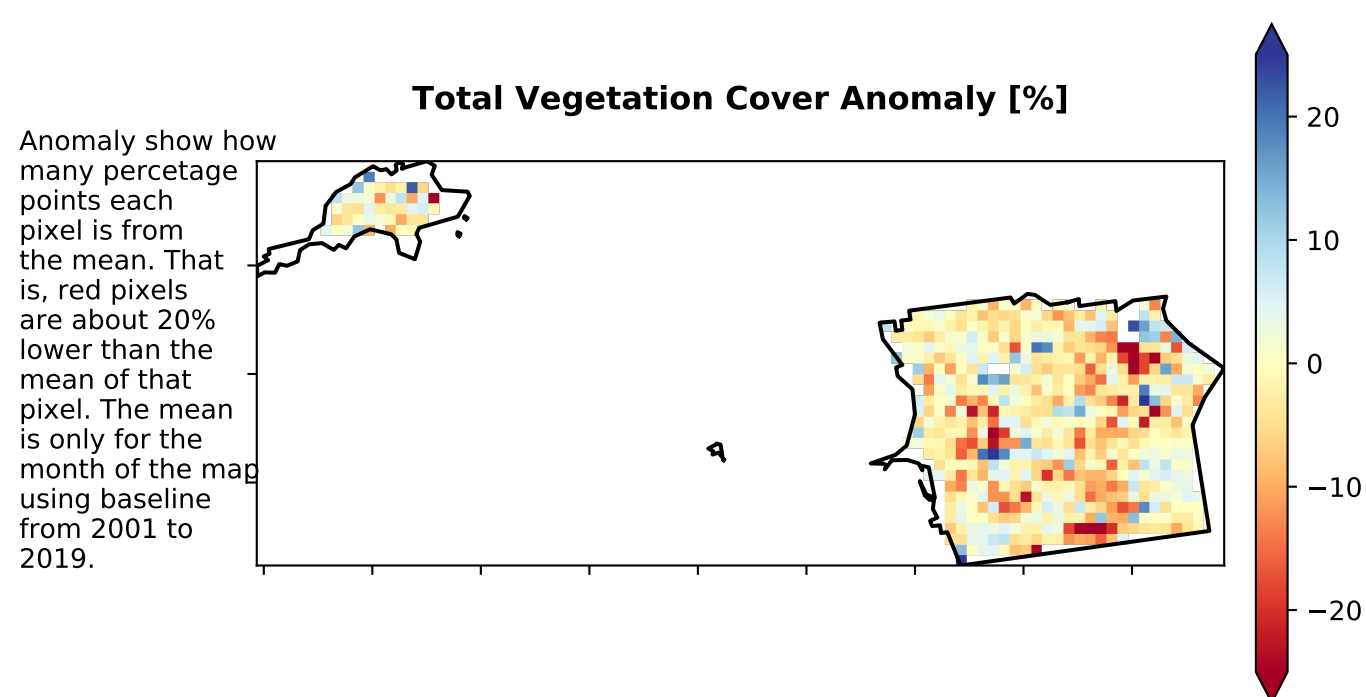 Total Vegetation Cover Anomaly [%]
Anomaly show how
many percetage
points each
pixel is from
the mean. That
is, red pixels
are about 20%
lower than the
mean of that
pixel. The mean
is only for the
month of the map
using baseline
from 2001 to
2019.
20
10
0
−10
−20